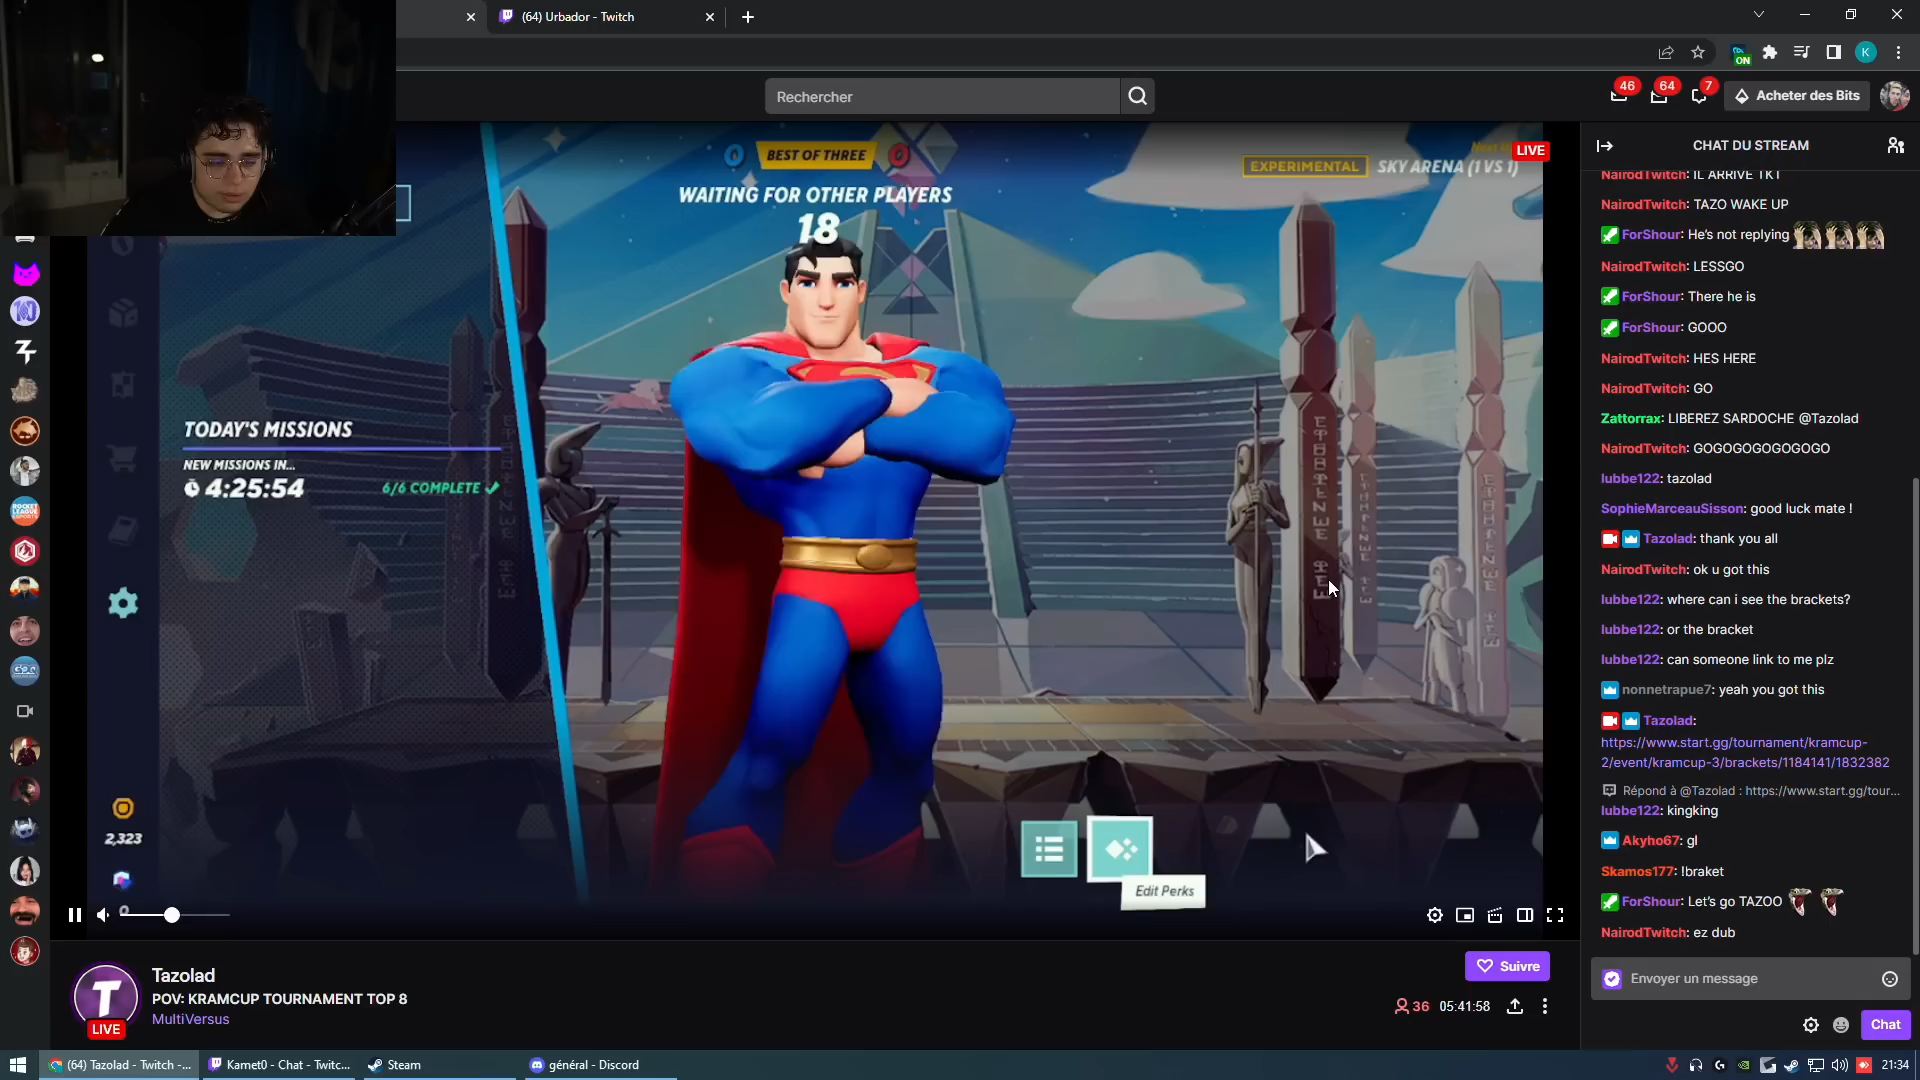 (64) Urbador - Twitch
ON
K
Rechercher
46
64
7
Acheter des Bits
BEST OF THREE
WAITING FOR OTHER PLAYERS
18
EXPERIMENTAL
SKY ARENA (1 VS 1)
LIVE
TODAY'S MISSIONS
NEW MISSIONS IN...
4:25:54
6/6 COMPLETE
2,323
0
Edit Perks
CHAT DU STREAM
NairodTwitch: IL ARRIVE TKT
NairodTwitch: TAZO WAKE UP
ForShour: He's not replying
NairodTwitch: LESSGO
ForShour: There he is
ForShour: GOOO
NairodTwitch: HES HERE
NairodTwitch: GO
Zattorrax: LIBEREZ SARDOCHE @Tazolad
NairodTwitch: GOGOGOGOGOGOGO
lubbe122: tazolad
SophieMarceauSisson: good luck mate !
Tazolad: thank you all
NairodTwitch: ok u got this
lubbe122: where can i see the brackets?
lubbe122: or the bracket
lubbe122: can someone link to me plz
nonnetrapue7: yeah you got this
Tazolad:
https://www.start.gg/tournament/kramcup-
2/event/kramcup-3/brackets/1184141/1832382
Répond à @Tazolad : https://www.start.gg/tour...
lubbe122: kingking
Akyho67: gl
Skamos177: !braket
ForShour: Let's go TAZOO
NairodTwitch: ez dub
Envoyer un message
Chat
T
LIVE
Tazolad
POV: KRAMCUP TOURNAMENT TOP 8
MultiVersus
Suivre
36
05:41:58
(64) Tazolad - Twitch -...
Kamet0 - Chat - Twitc...
Steam
général - Discord
21:34